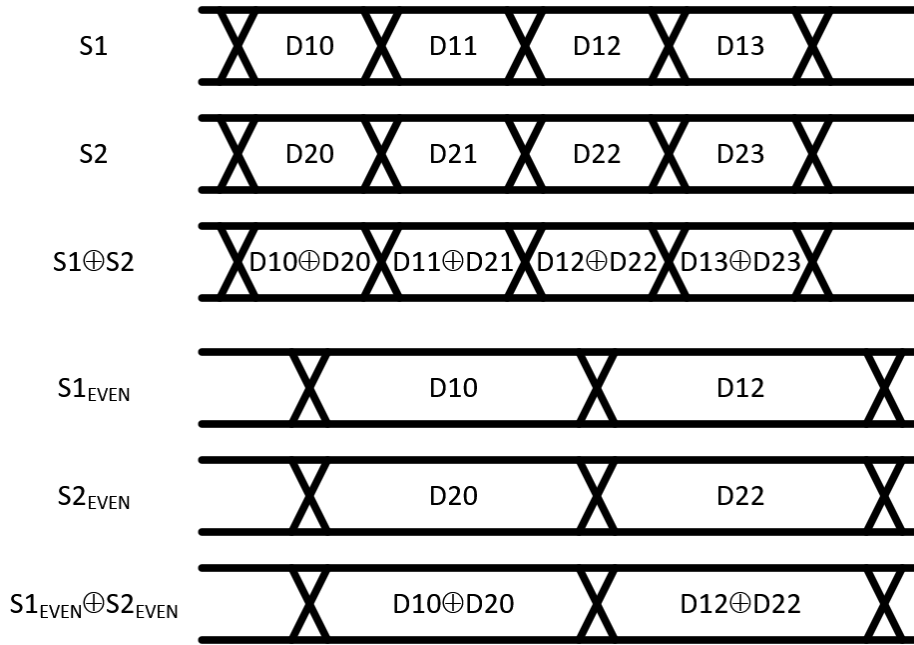 S1 D10 D11 D12 D13
S2 D20 D21 D22 D23
S1⊕S2 D10⊕D20 D11⊕D21 D12⊕D22 D13⊕D23
S1EVEN D10 D12
S2EVEN D20 D22
S1EVEN⊕S2EVEN D10⊕D20 D12⊕D22